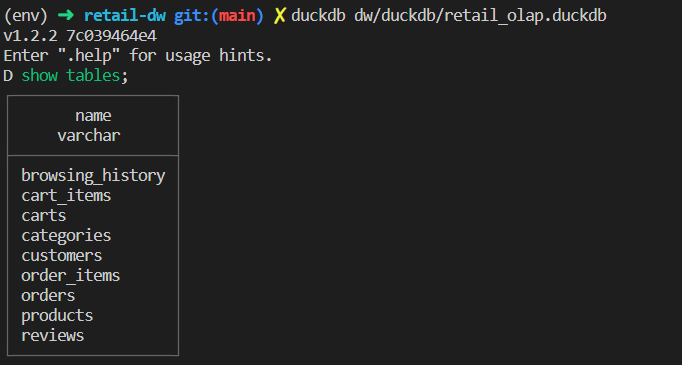 (env) ➜ retail-dw git:(main) ✗ duckdb dw/duckdb/retail_olap.duckdb
v1.2.2 7c039464e4
Enter ".help" for usage hints.
D show tables;
name
varchar
browsing_history
cart_items
carts
categories
customers
order_items
orders
products
reviews